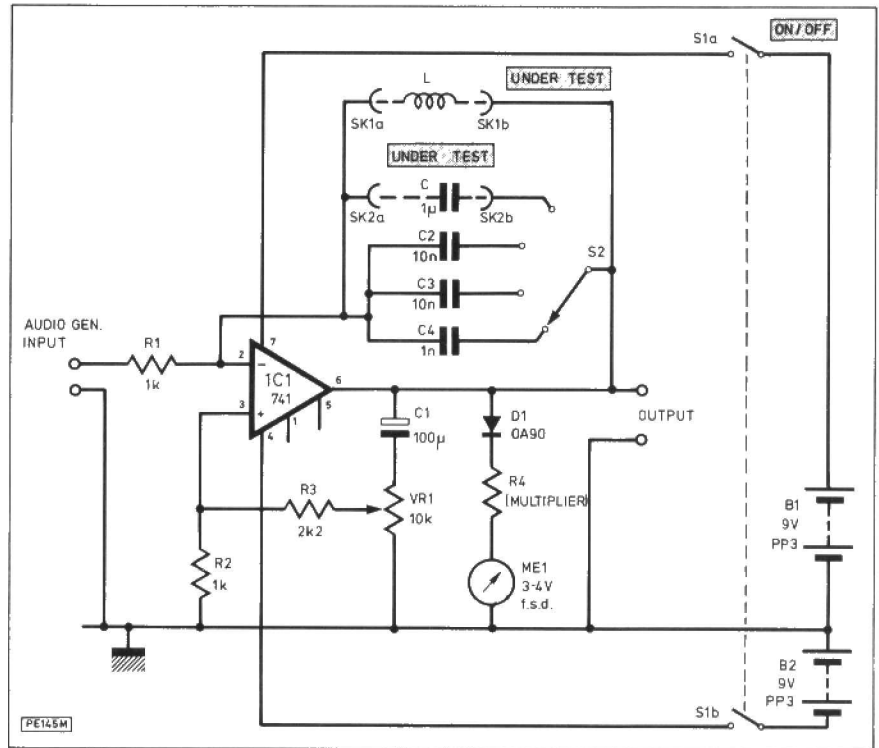 S1a
ON/OFF
L
UNDER TEST
SK1a
SK1b
UNDER TEST
C
1μ
SK2a
SK2b
C2
10n
S2
C3
10n
C4
1n
AUDIO GEN.
INPUT
R1
1k
7
2
−
1C1
741
6
5
3
+
1
4
C1
100μ
D1
OA90
OUTPUT
R4
(MULTIPLIER)
R3
2k2
VR1
10k
B1
9V
PP3
R2
1k
ME1
3-4V
f.s.d.
B2
9V
PP3
S1b
PE145M